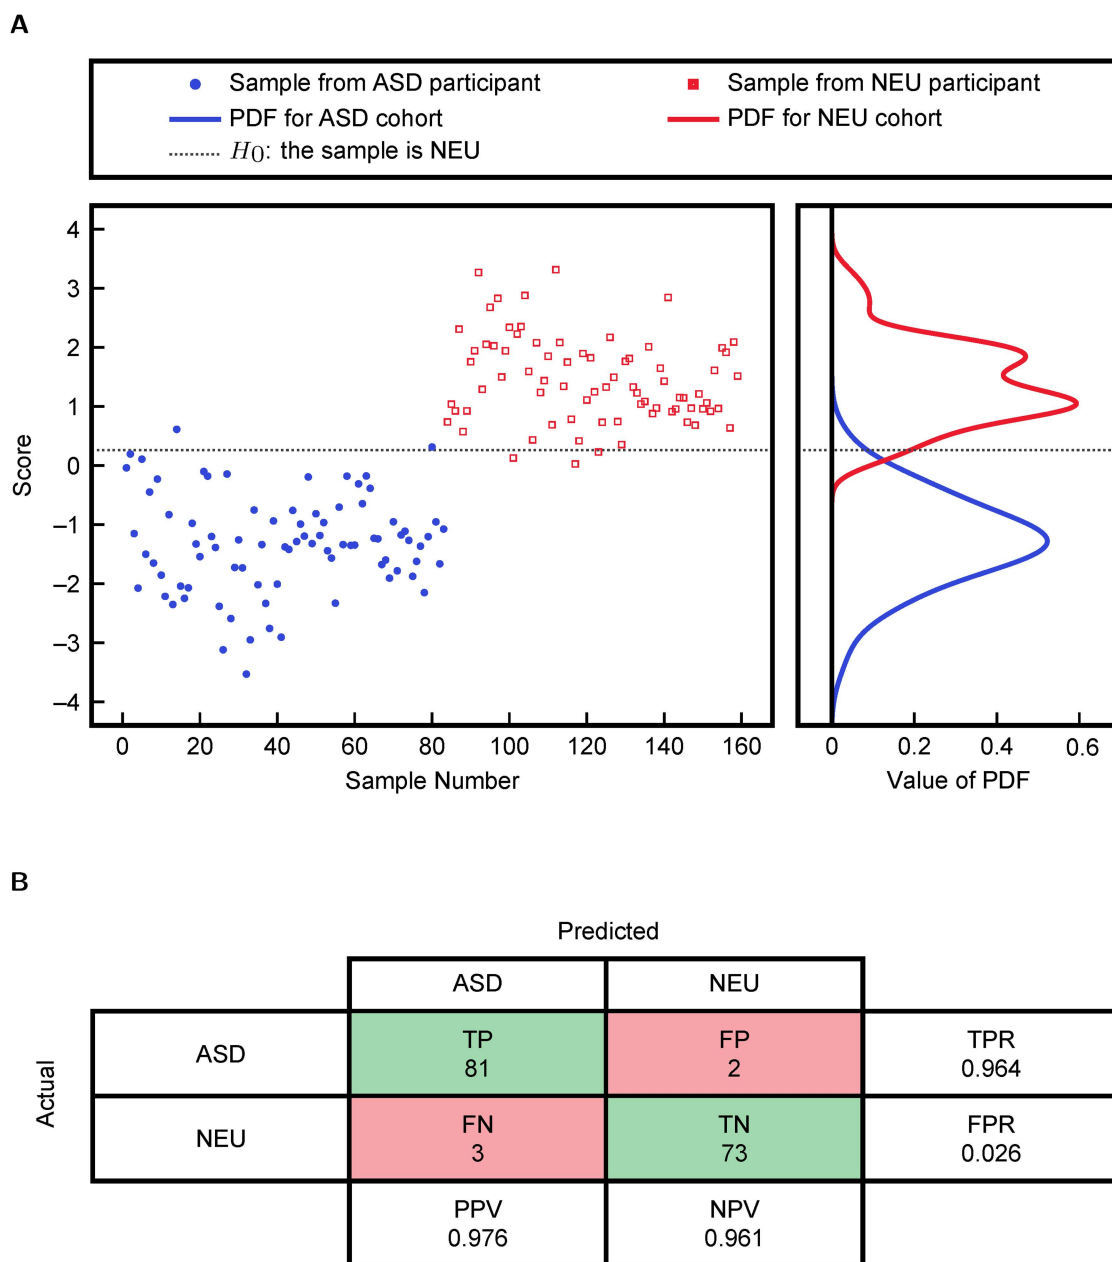 A
Sample from ASD participant
Sample from NEU participant
PDF for ASD cohort
PDF for NEU cohort
H0: the sample is NEU
Score
4
3
2
1
0
–1
–2
–3
–4
0 20 40 60 80 100 120 140 160
Sample Number
0 0.2 0.4 0.6
Value of PDF
B
Predicted
ASD NEU
Actual
ASD
TP
81
FP
2
TPR
0.964
NEU
FN
3
TN
73
FPR
0.026
PPV
0.976
NPV
0.961